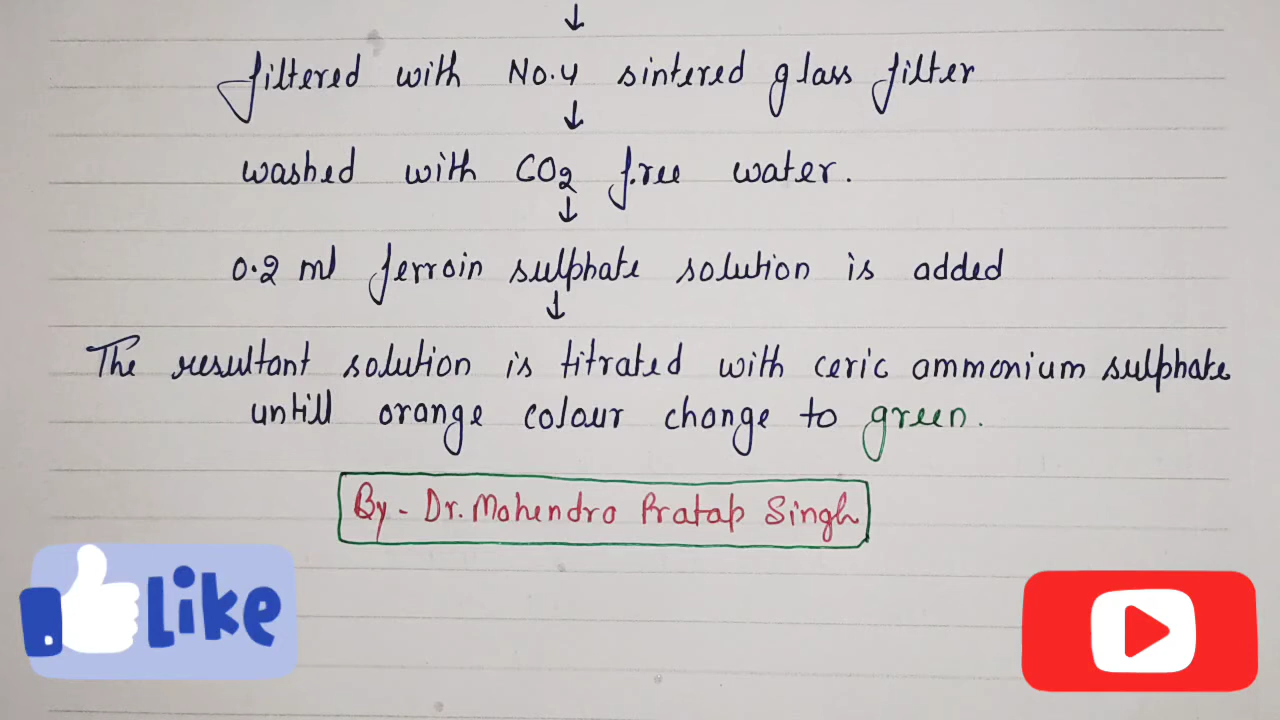 ↓
filtered with No.4 sintered glass filter
↓
washed with CO₂ free water.
↓
0.2 ml ferroin sulphate solution is added
↓
The resultant solution is titrated with ceric ammonium sulphate
untill orange colour change to green.
By - Dr. Mahendra Pratap Singh
Like